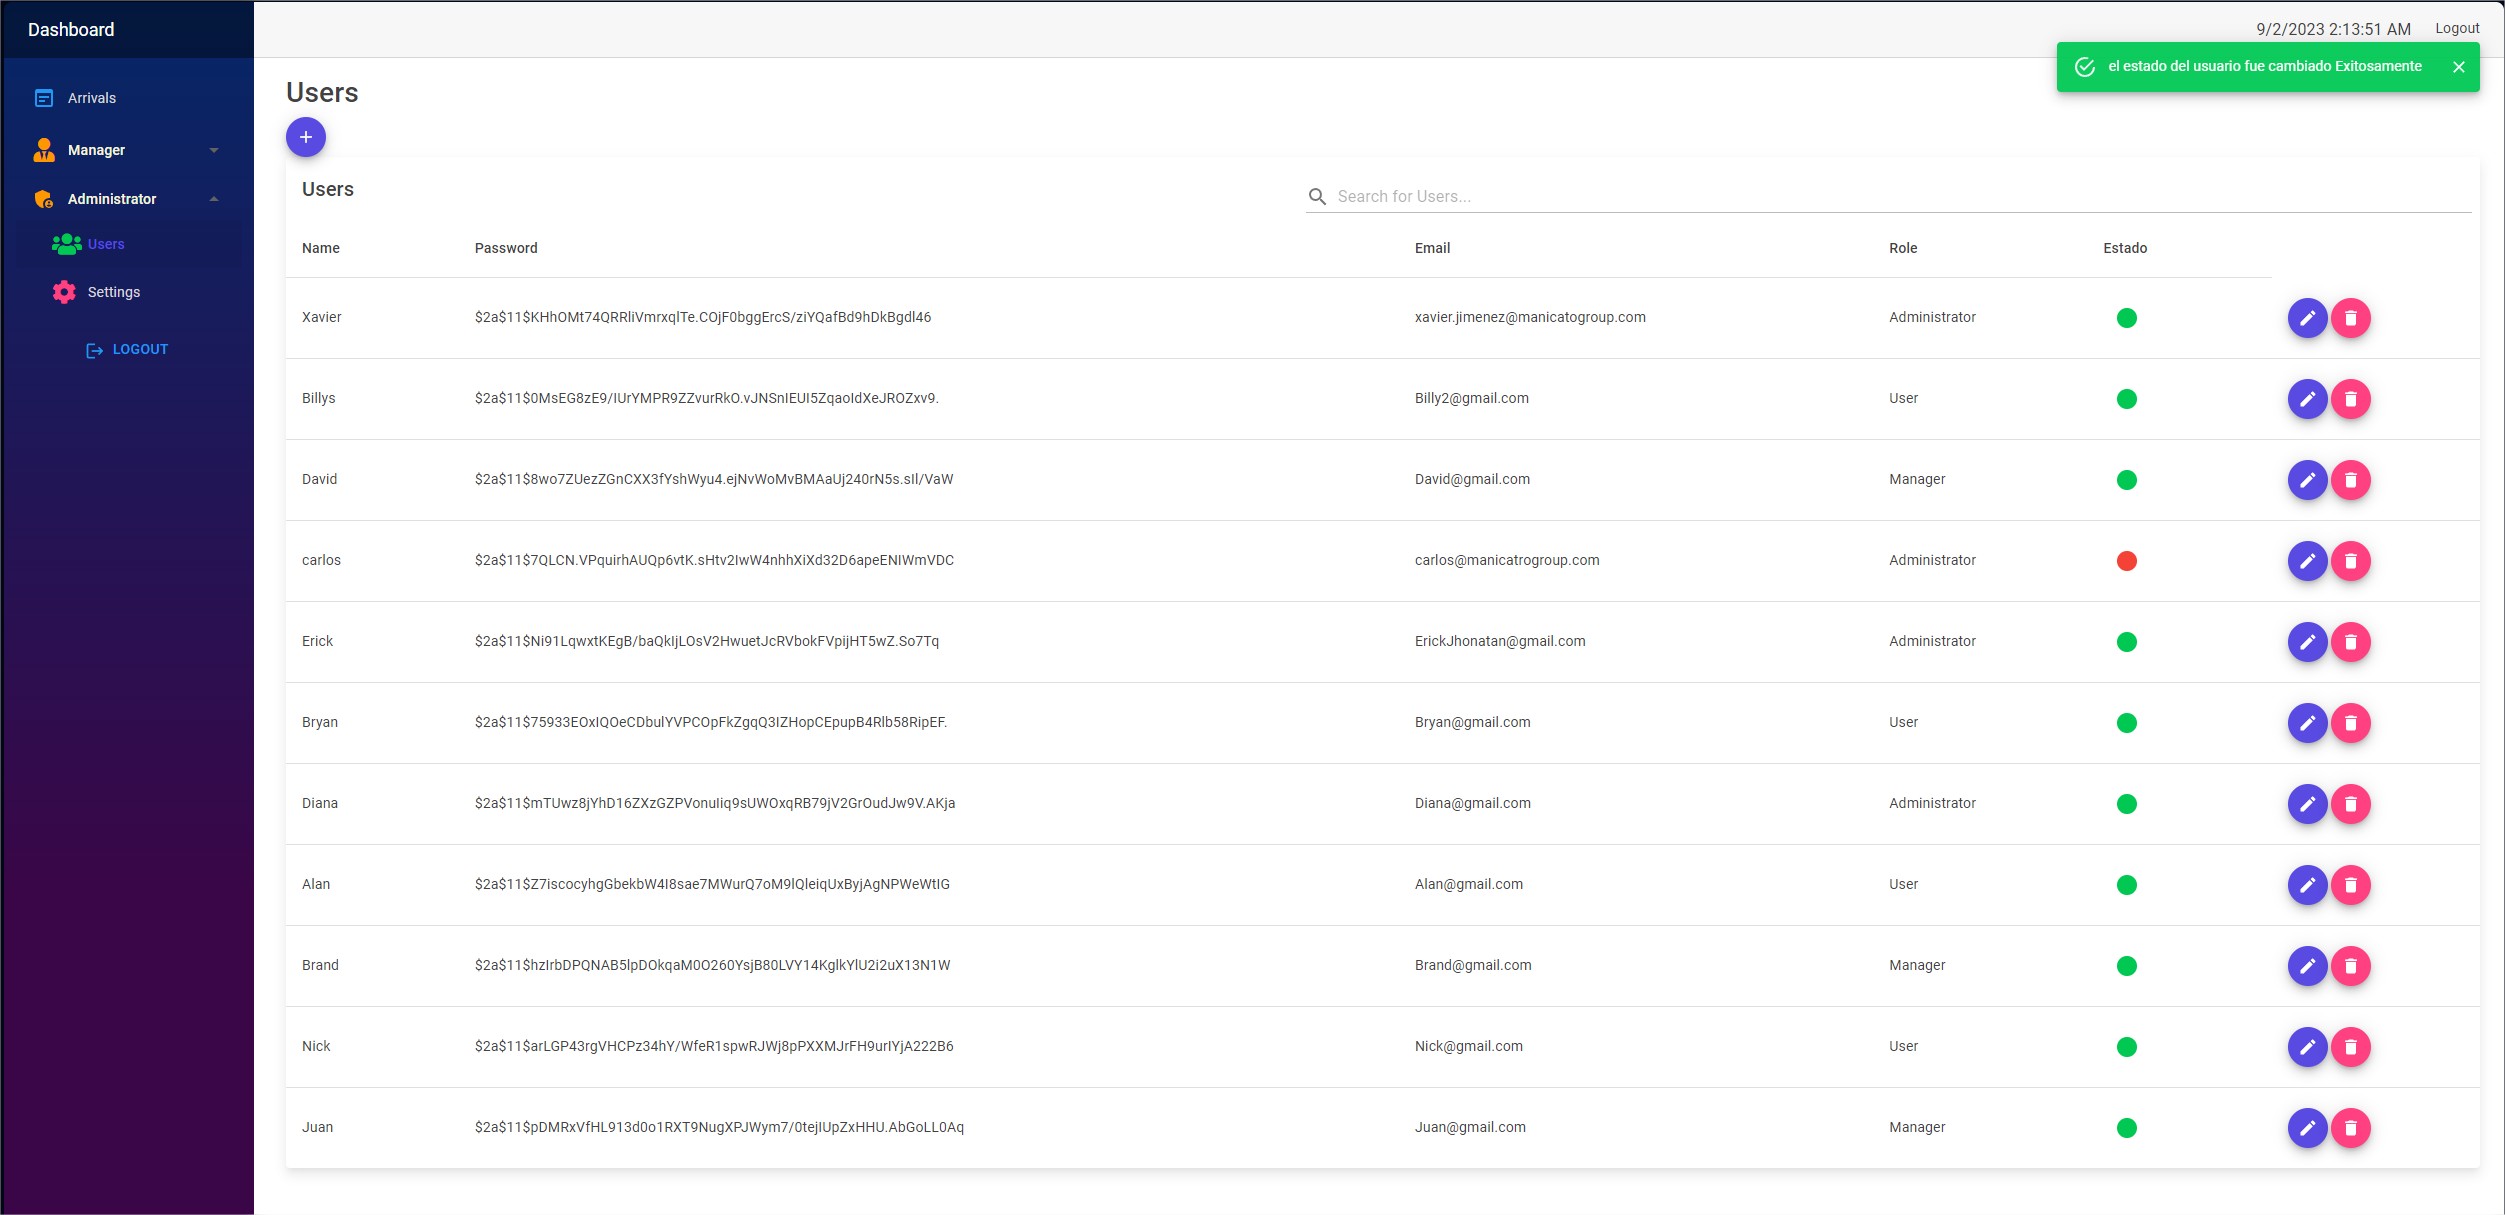 Dashboard
9/2/2023 2:13:51 AM Logout
el estado del usuario fue cambiado Exitosamente
Arrivals
Manager
Administrator
Users
Settings
LOGOUT
Users
Users
Search for Users...
Name Password Email Role Estado
Xavier $2a$11$KHhOMt74QRRliVmrxqlTe.COjF0bggErcS/ziYQafBd9hDkBgdl46 xavier.jimenez@manicatogroup.com Administrator
Billys $2a$11$0MsEG8zE9/IUrYMPR9ZZvurRkO.vJNSnIEUI5ZqaoIdXeJROZxv9. Billy2@gmail.com User
David $2a$11$8wo7ZUezZGnCXX3fYshWyu4.ejNvWoMvBMAaUj240rN5s.sIl/VaW David@gmail.com Manager
carlos $2a$11$7QLCN.VPquirhAUQp6vtK.sHtv2IwW4nhhXiXd32D6apeENIWmVDC carlos@manicatrogroup.com Administrator
Erick $2a$11$Ni91LqwxtKEgB/baQkIjLOsV2HwuetJcRVbokFVpijHT5wZ.So7Tq ErickJhonatan@gmail.com Administrator
Bryan $2a$11$75933EOxIQOeCDbulYVPCOpFkZgqQ3IZHopCEpupB4Rlb58RipEF. Bryan@gmail.com User
Diana $2a$11$mTUwz8jYhD16ZXzGZPVonuIiq9sUWOxqRB79jV2GrOudJw9V.AKja Diana@gmail.com Administrator
Alan $2a$11$Z7iscocyhgGbekbW4I8sae7MWurQ7oM9lQleiqUxByjAgNPWeWtIG Alan@gmail.com User
Brand $2a$11$hzIrbDPQNAB5lpDOkqaM0O260YsjB80LVY14KglkYlU2i2uX13N1W Brand@gmail.com Manager
Nick $2a$11$arLGP43rgVHCPz34hY/WfeR1spwRJWj8pPXXMJrFH9urIYjA222B6 Nick@gmail.com User
Juan $2a$11$pDMRxVfHL913d0o1RXT9NugXPJWym7/0tejIUpZxHHU.AbGoLL0Aq Juan@gmail.com Manager